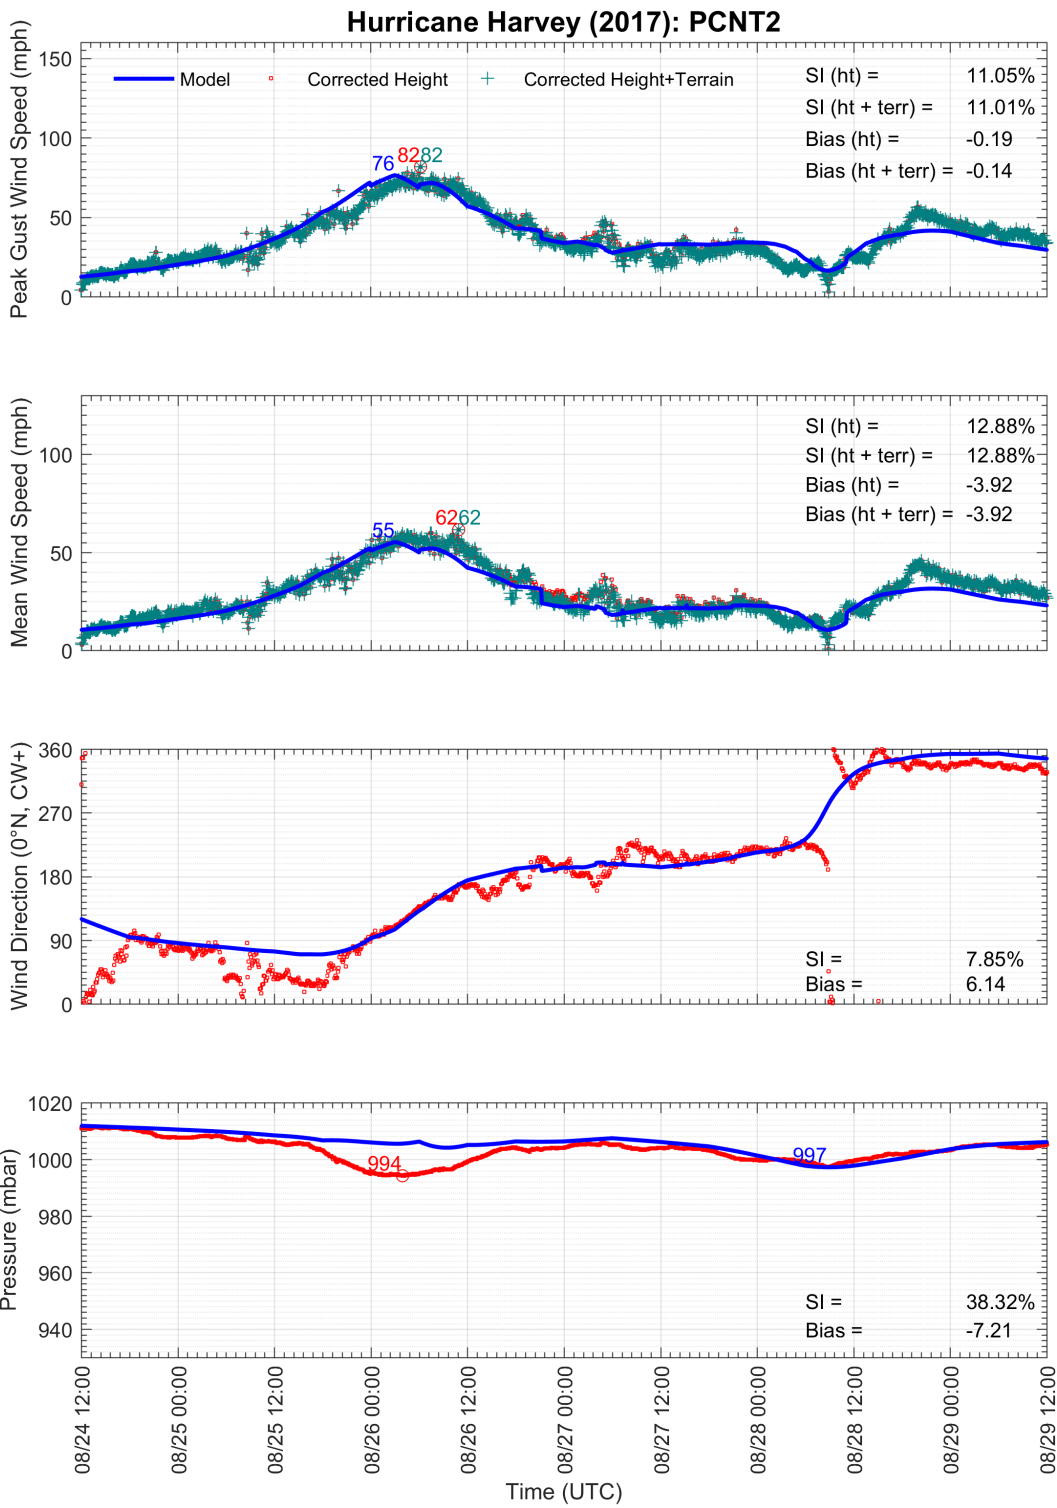 Hurricane Harvey (2017): PCNT2
Peak Gust Wind Speed (mph)
150
100
50
0
Model
Corrected Height
Corrected Height+Terrain
SI (ht) = 11.05%
SI (ht + terr) = 11.01%
Bias (ht) = -0.19
Bias (ht + terr) = -0.14
76
82
82
Mean Wind Speed (mph)
100
50
0
SI (ht) = 12.88%
SI (ht + terr) = 12.88%
Bias (ht) = -3.92
Bias (ht + terr) = -3.92
55
62
62
Wind Direction (0°N, CW+)
360
270
180
90
0
SI = 7.85%
Bias = 6.14
Pressure (mbar)
1020
1000
980
960
940
994
997
SI = 38.32%
Bias = -7.21
08/24 12:00
08/25 00:00
08/25 12:00
08/26 00:00
08/26 12:00
08/27 00:00
08/27 12:00
08/28 00:00
08/28 12:00
08/29 00:00
08/29 12:00
Time (UTC)